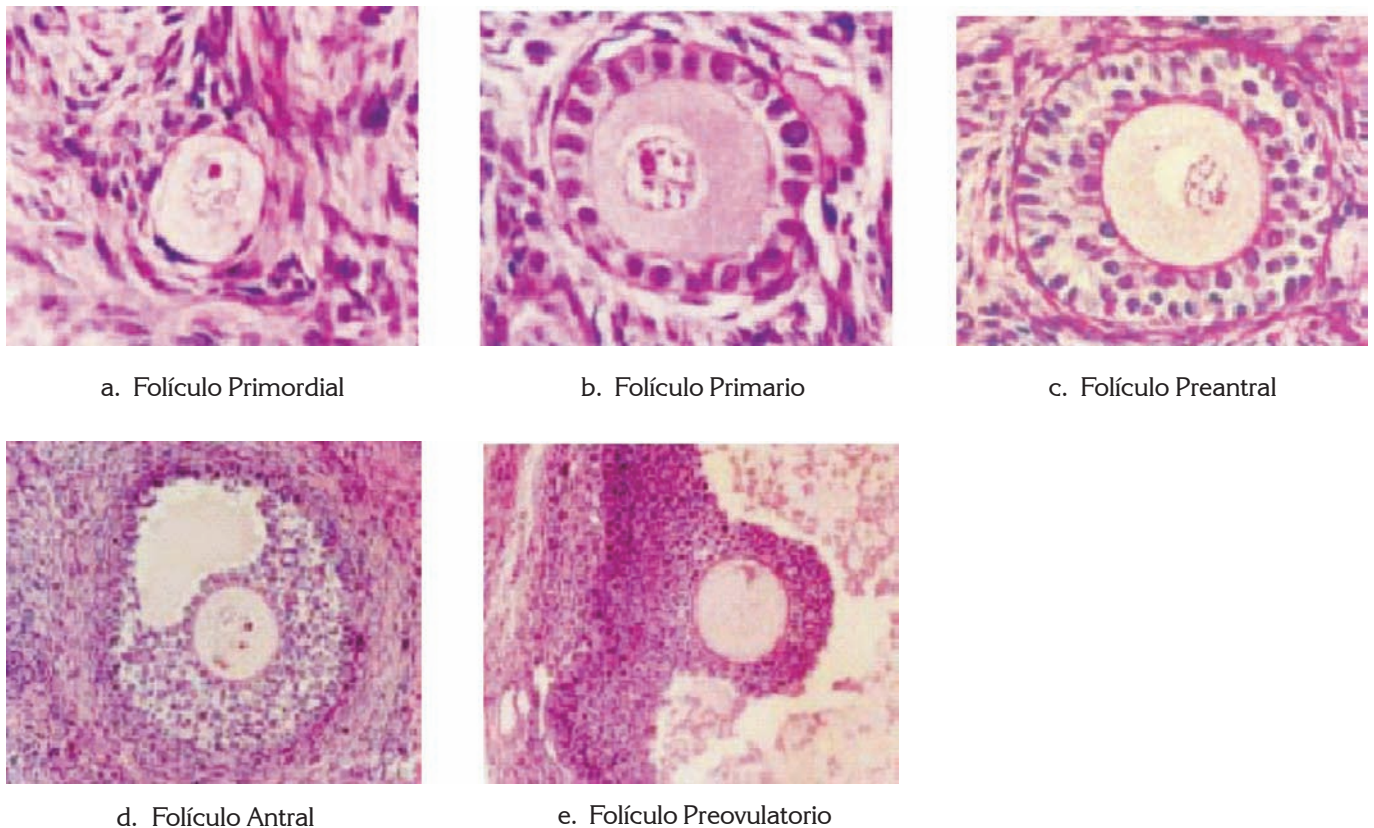 a. Folículo Primordial
b. Folículo Primario
c. Folículo Preantral
d. Folículo Antral
e. Folículo Preovulatorio